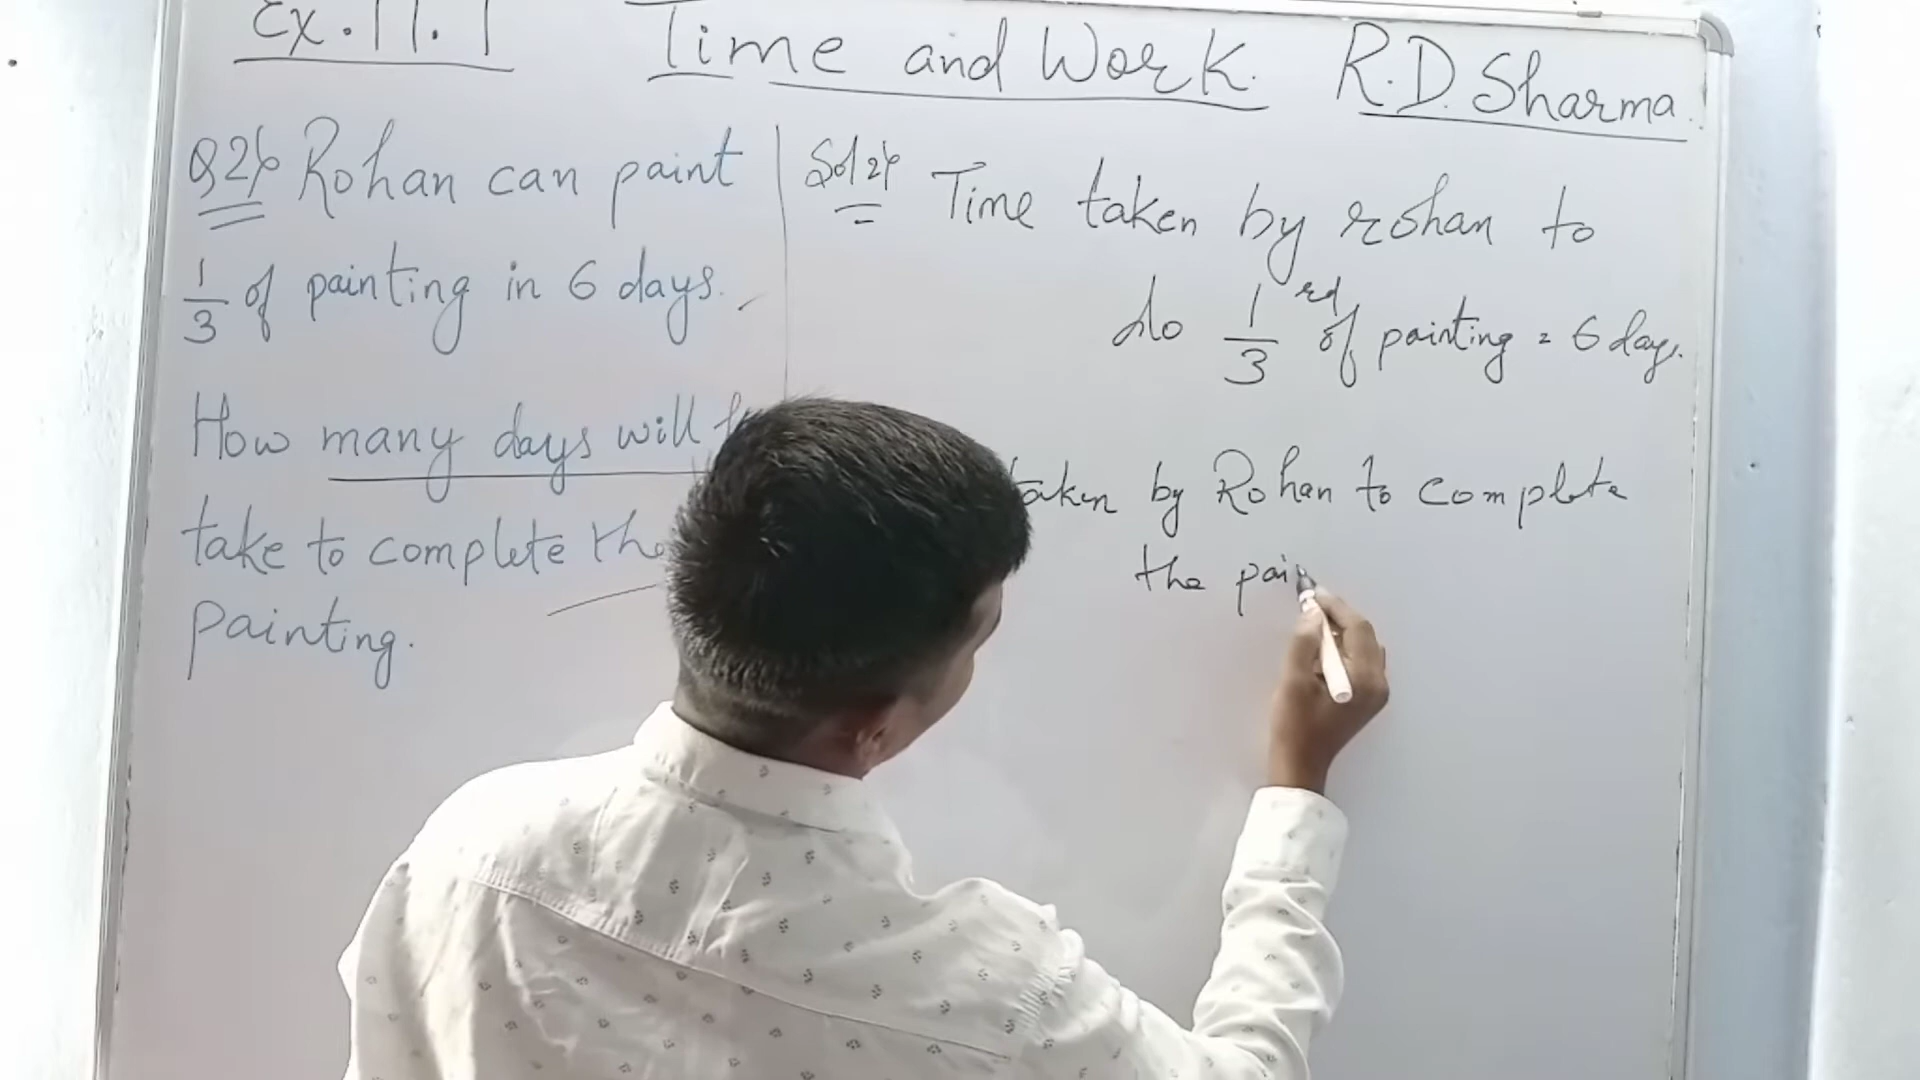 Ex. 11.1 Time and Work. R.D. Sharma.
Q2} Rohan can paint
1/3 of painting in 6 days.
How many days will
take to complete the
painting.
Sol 2} Time taken by rohan to
do 1/3 rd of painting = 6 days.
taken by Rohan to complete
the pai